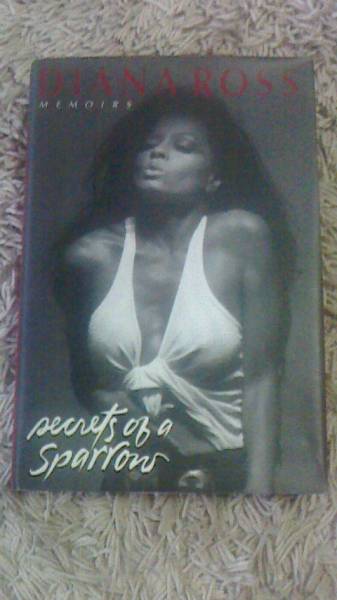 DIANA ROSS
MEMOIRS
secrets of a
Sparrow